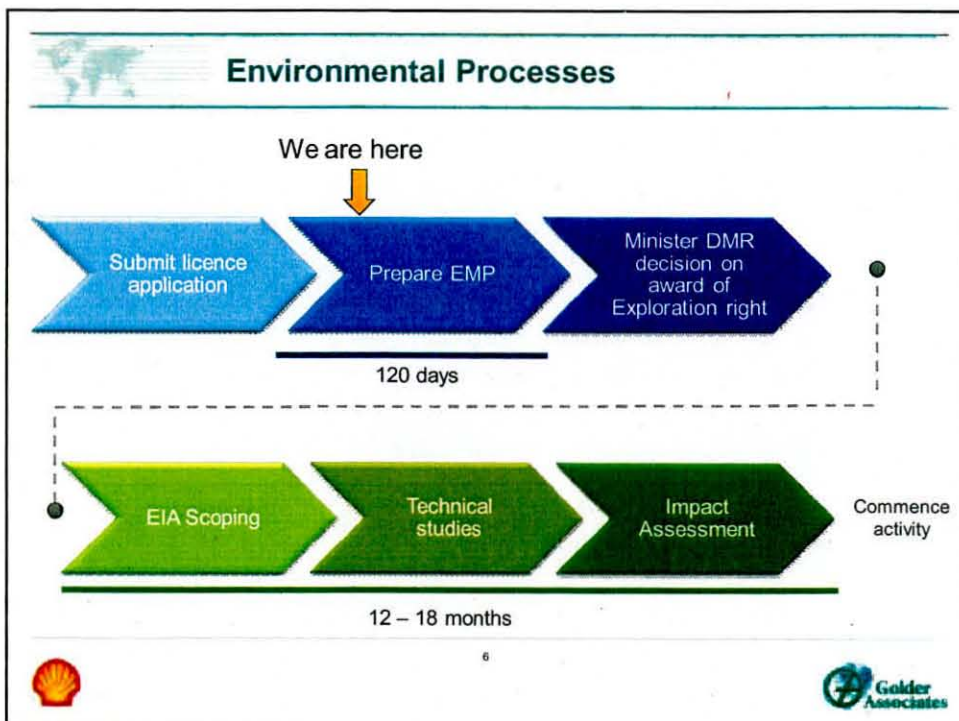 Environmental Processes
We are here
Submit licence
application
Prepare EMP
Minister DMR
decision on
award of
Exploration right
120 days
EIA Scoping
Technical
studies
Impact
Assessment
Commence
activity
12 – 18 months
6
Golder
Associates